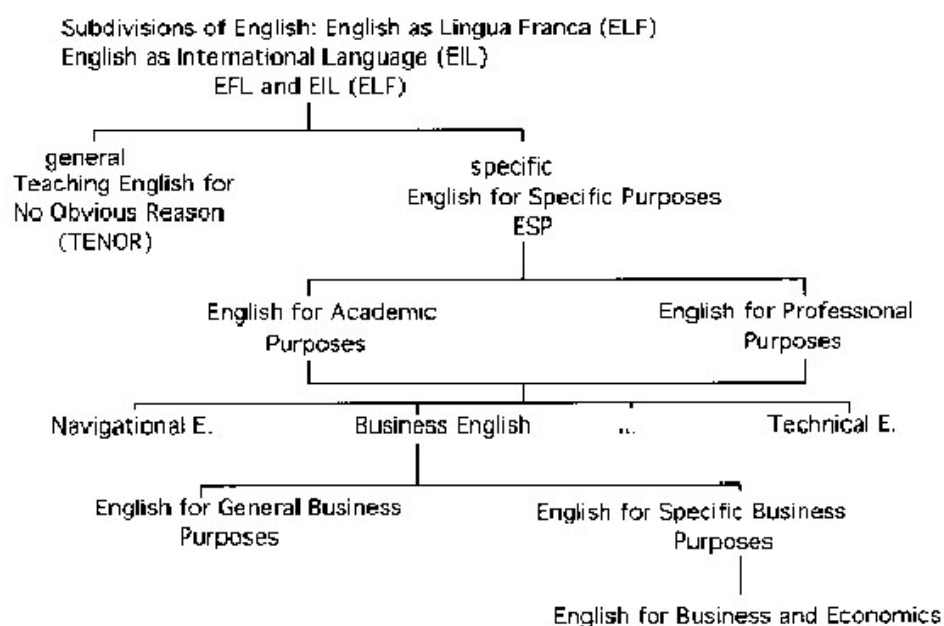 Subdivisions of English: English as Lingua Franca (ELF)
English as International Language (EIL)
EFL and EIL (ELF)
general
Teaching English for
No Obvious Reason
(TENOR)
specific
English for Specific Purposes
ESP
English for Academic
Purposes
English for Professional
Purposes
Navigational E.
Business English
...
Technical E.
English for General Business
Purposes
English for Specific Business
Purposes
English for Business and Economics